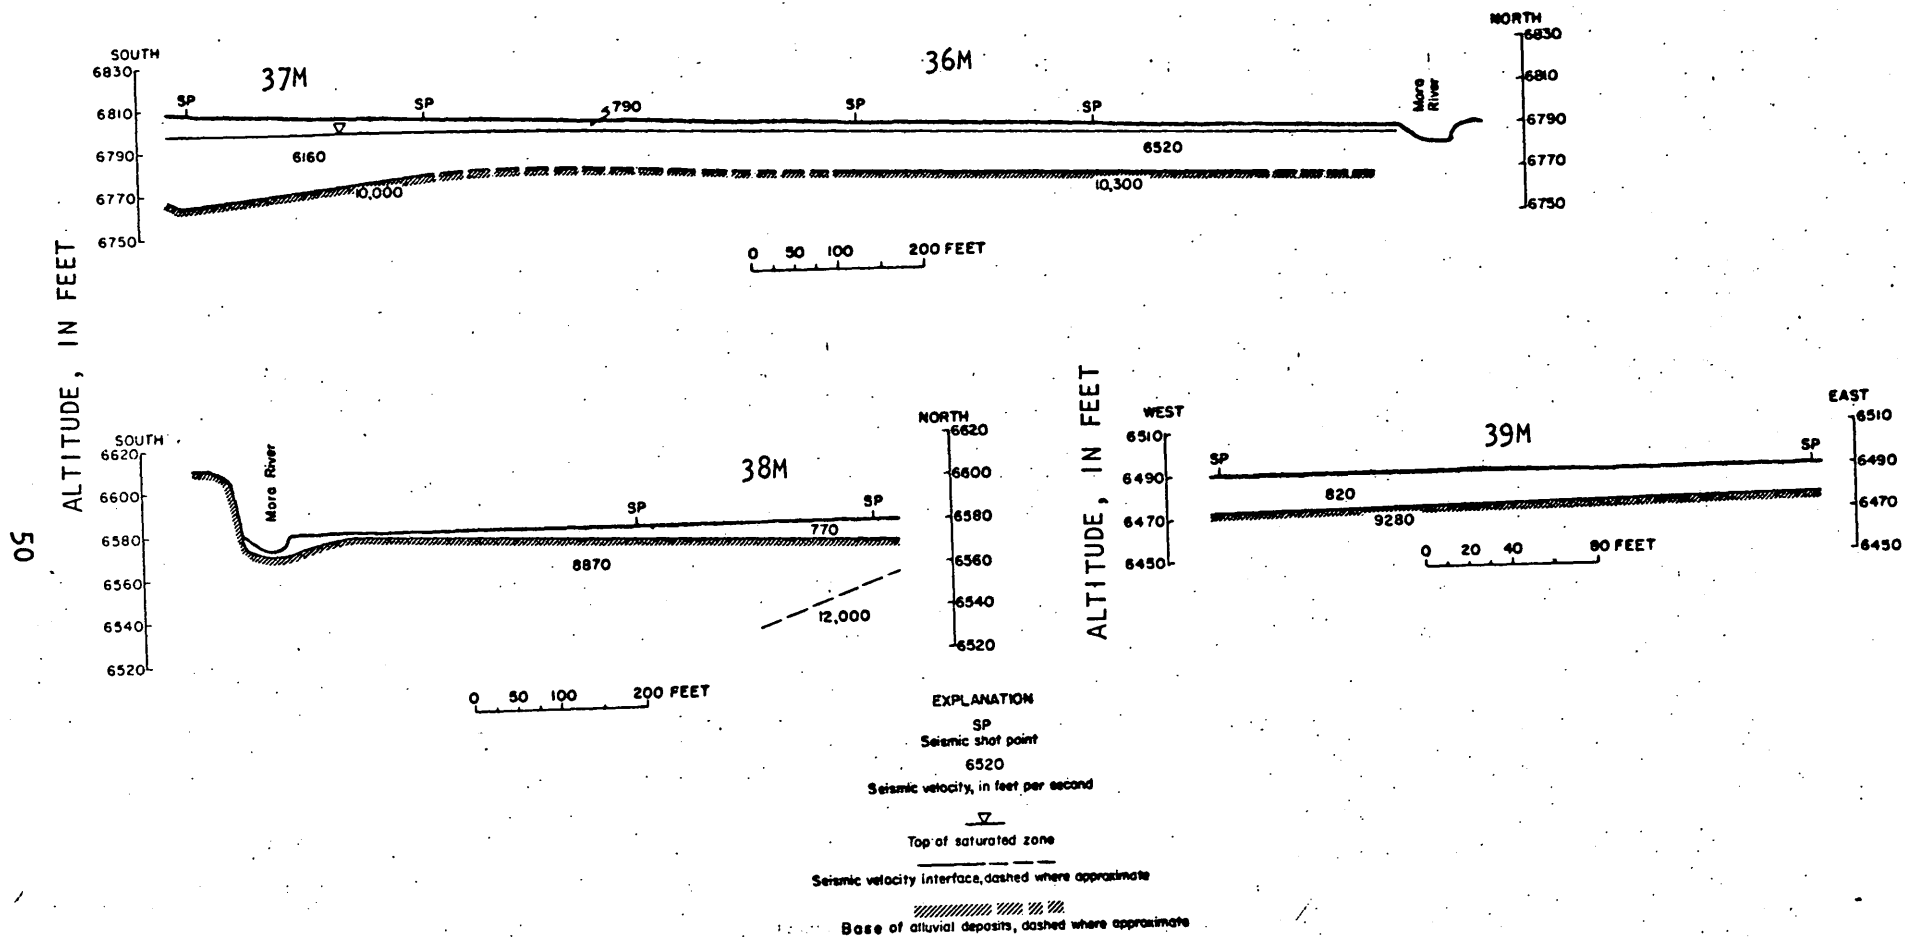 SOUTH
37M
36M
NORTH
6830
6810
6790
6770
6750
SP
SP
790
SP
SP
Mora
River
6830
6810
6790
6770
6750
6160
6520
10,000
10,300
0 50 100 200 FEET
ALTITUDE, IN FEET
SOUTH
38M
NORTH
6620
6600
6580
6560
6540
6520
Mora River
SP
SP
770
8870
12,000
6620
6600
6580
6560
6540
6520
0 50 100 200 FEET
ALTITUDE, IN FEET
WEST
39M
EAST
6510
6490
6470
6450
SP
SP
820
9280
6510
6490
6470
6450
0 20 40 80 FEET
EXPLANATION
SP
Seismic shot point
6520
Seismic velocity, in feet per second
Top of saturated zone
Seismic velocity interface, dashed where approximate
Base of alluvial deposits, dashed where approximate
50